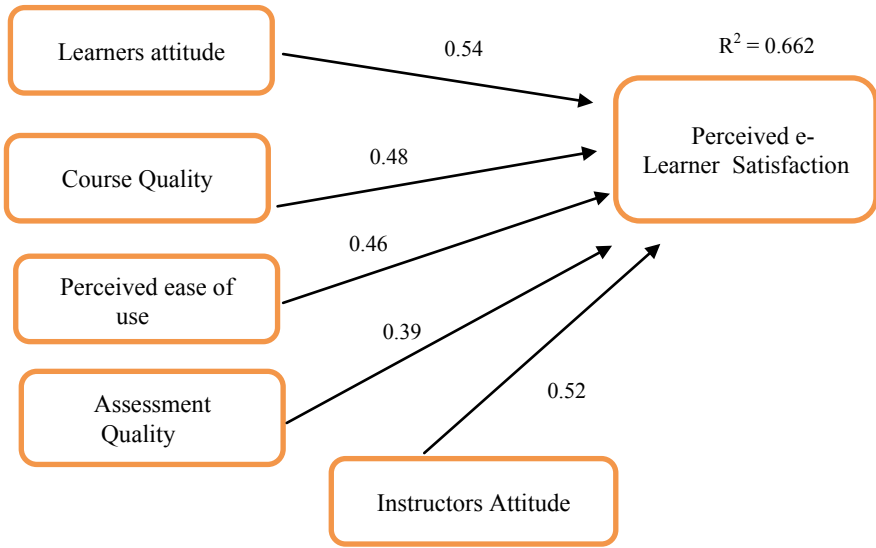 Learners attitude
0.54
R² = 0.662
Perceived e-
Learner Satisfaction
Course Quality
0.48
Perceived ease of
use
0.46
Assessment
Quality
0.39
0.52
Instructors Attitude